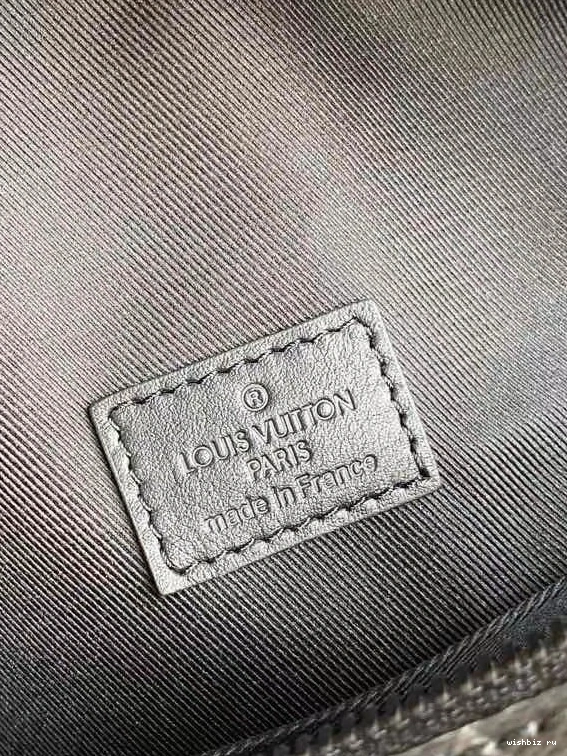 ®
LOUIS VUITTON
PARIS
made in France
wishbiz ru